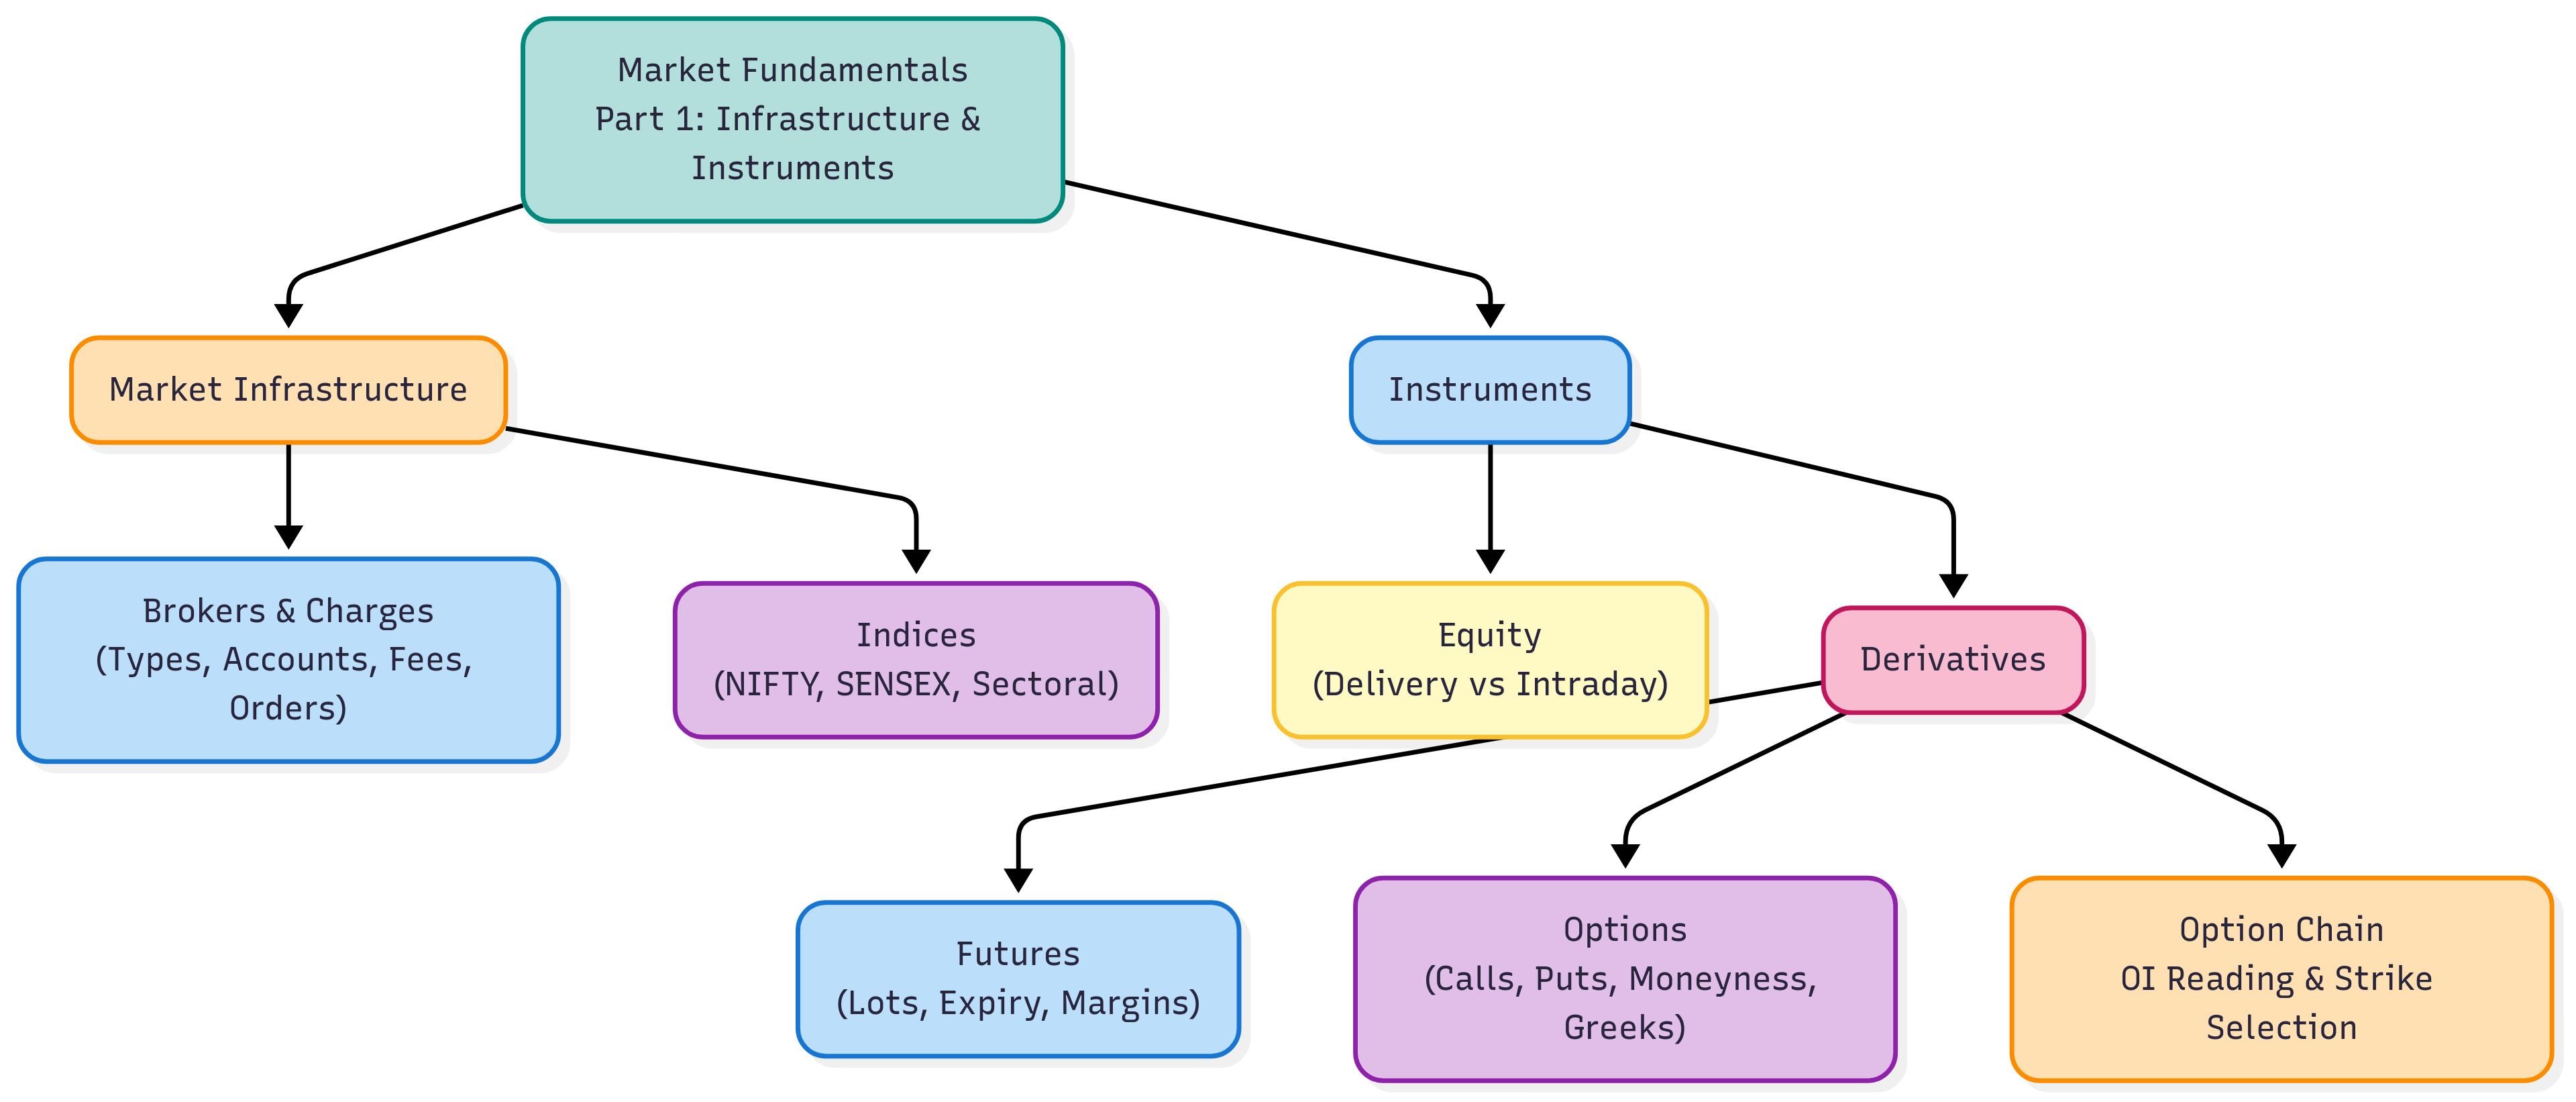 Market Fundamentals
Part 1: Infrastructure &
Instruments
Market Infrastructure
Instruments
Brokers & Charges
(Types, Accounts, Fees,
Orders)
Indices
(NIFTY, SENSEX, Sectoral)
Equity
(Delivery vs Intraday)
Derivatives
Futures
(Lots, Expiry, Margins)
Options
(Calls, Puts, Moneyness,
Greeks)
Option Chain
OI Reading & Strike
Selection